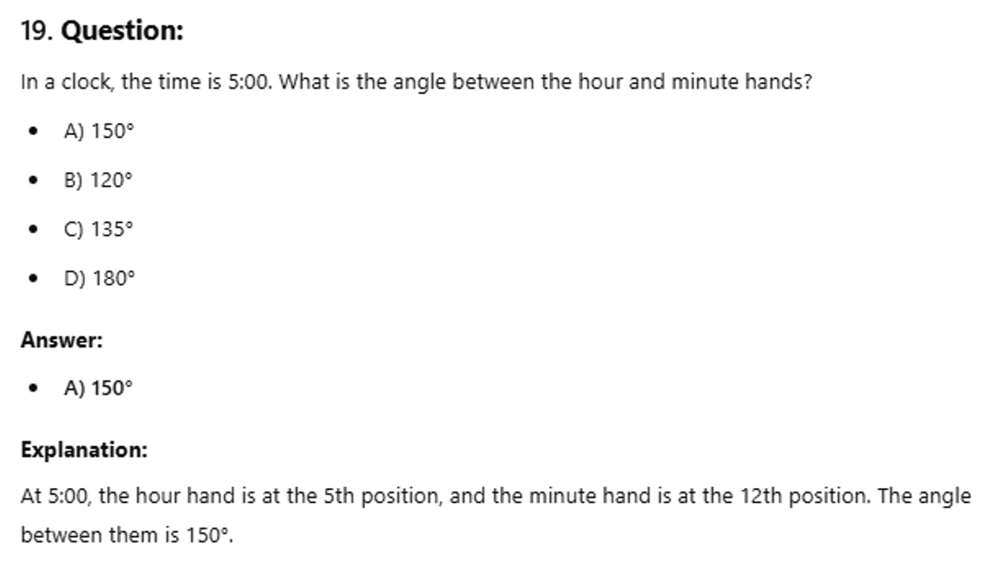 19. Question:
In a clock, the time is 5:00. What is the angle between the hour and minute hands?
• A) 150°
• B) 120°
• C) 135°
• D) 180°
Answer:
• A) 150°
Explanation:
At 5:00, the hour hand is at the 5th position, and the minute hand is at the 12th position. The angle
between them is 150°.